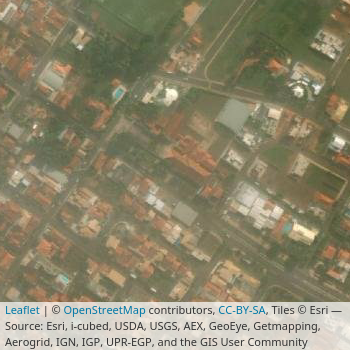 Leaflet | © OpenStreetMap contributors, CC-BY-SA, Tiles © Esri —
Source: Esri, i-cubed, USDA, USGS, AEX, GeoEye, Getmapping,
Aerogrid, IGN, IGP, UPR-EGP, and the GIS User Community